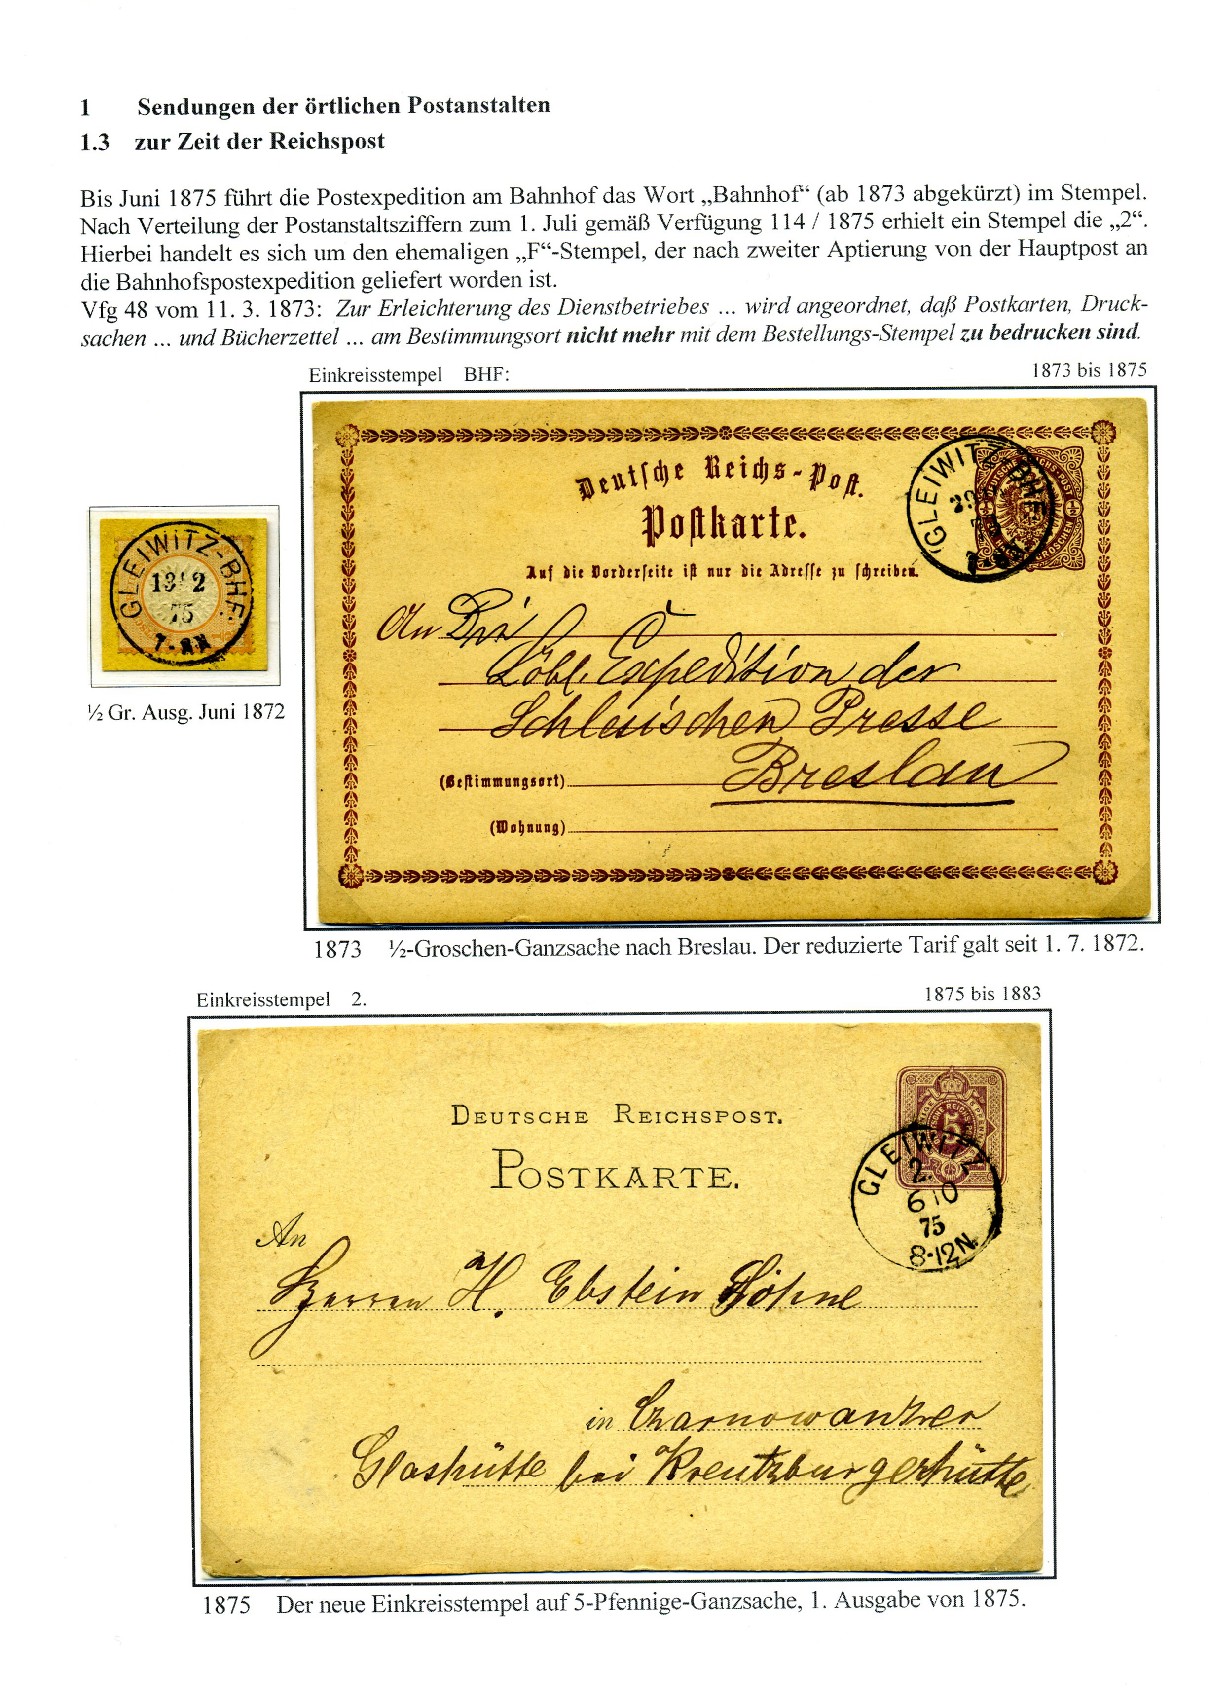 1 Sendungen der örtlichen Postanstalten
1.3 zur Zeit der Reichspost
Bis Juni 1875 führt die Postexpedition am Bahnhof das Wort „Bahnhof“ (ab 1873 abgekürzt) im Stempel.
Nach Verteilung der Postanstaltsziffern zum 1. Juli gemäß Verfügung 114 / 1875 erhielt ein Stempel die „2“.
Hierbei handelt es sich um den ehemaligen „F“-Stempel, der nach zweiter Aptierung von der Hauptpost an
die Bahnhofspostexpedition geliefert worden ist.
Vfg 48 vom 11. 3. 1873: Zur Erleichterung des Dienstbetriebes ... wird angeordnet, daß Postkarten, Druck-
sachen ... und Bücherzettel ... am Bestimmungsort nicht mehr mit dem Bestellungs-Stempel zu bedrucken sind.
Einkreisstempel BHF: 1873 bis 1875
GLEIWITZ-BHF.
Deutsche Reichs-Post.
Postkarte.
Auf die Vorderseite ist nur die Adresse zu schreiben.
An Die
Löbl. Expedition der
Schlesischen Presse
Breslau
(Bestimmungsort)
(Wohnung)
GLEIWITZ-BHF:
75
½ Gr. Ausg. Juni 1872
1873 ½-Groschen-Ganzsache nach Breslau. Der reduzierte Tarif galt seit 1. 7. 1872.
Einkreisstempel 2. 1875 bis 1883
DEUTSCHE REICHSPOST.
POSTKARTE.
5
GLEIWITZ
2.
6 10
75
8-12N.
An
Herren H. Ebstein Söhne
in Czarnowanzer
Glashütte bei Kreutzburgerhütte
1875 Der neue Einkreisstempel auf 5-Pfennige-Ganzsache, 1. Ausgabe von 1875.